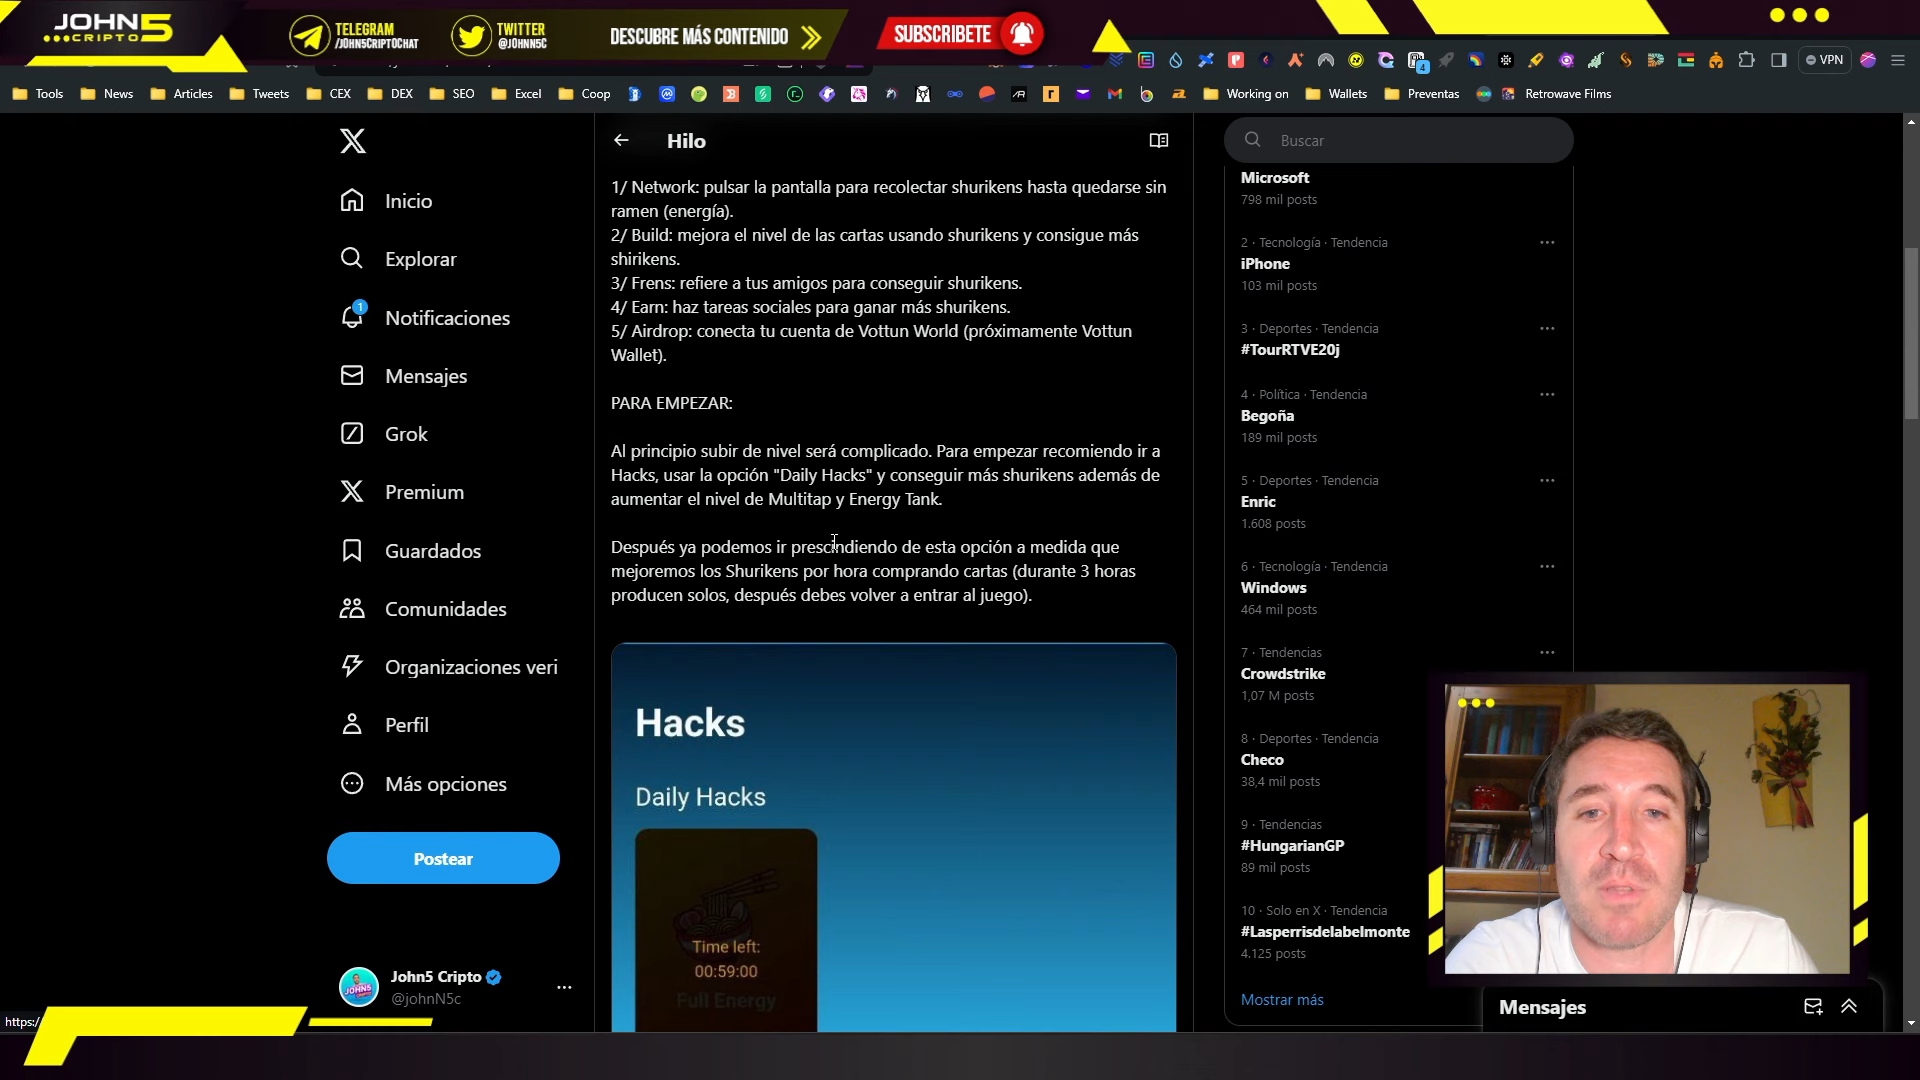 JOHN5
CRIPTO
TELEGRAM
/JOHN5CRIPTOCHAT
TWITTER
@JOHNN5C
DESCUBRE MÁS CONTENIDO
SUBSCRIBETE
4
VPN
Tools
News
Articles
Tweets
CEX
DEX
SEO
Excel
Coop
Working on
Wallets
Preventas
Retrowave Films
Inicio
Explorar
1
Notificaciones
Mensajes
Grok
Premium
Guardados
Comunidades
Organizaciones veri
Perfil
Más opciones
Postear
John5 Cripto
@johnN5c
https:/
Hilo
1/ Network: pulsar la pantalla para recolectar shurikens hasta quedarse sin
ramen (energía).
2/ Build: mejora el nivel de las cartas usando shurikens y consigue más
shirikens.
3/ Frens: refiere a tus amigos para conseguir shurikens.
4/ Earn: haz tareas sociales para ganar más shurikens.
5/ Airdrop: conecta tu cuenta de Vottun World (próximamente Vottun
Wallet).
PARA EMPEZAR:
Al principio subir de nivel será complicado. Para empezar recomiendo ir a
Hacks, usar la opción "Daily Hacks" y conseguir más shurikens además de
aumentar el nivel de Multitap y Energy Tank.
Después ya podemos ir prescindiendo de esta opción a medida que
mejoremos los Shurikens por hora comprando cartas (durante 3 horas
producen solos, después debes volver a entrar al juego).
Hacks
Daily Hacks
Time left:
00:59:00
Full Energy
Buscar
Microsoft
798 mil posts
2 · Tecnología · Tendencia
iPhone
103 mil posts
3 · Deportes · Tendencia
#TourRTVE20j
4 · Política · Tendencia
Begoña
189 mil posts
5 · Deportes · Tendencia
Enric
1.608 posts
6 · Tecnología · Tendencia
Windows
464 mil posts
7 · Tendencias
Crowdstrike
1,07 M posts
8 · Deportes · Tendencia
Checo
38,4 mil posts
9 · Tendencias
#HungarianGP
89 mil posts
10 · Solo en X · Tendencia
#Lasperrisdelabelmonte
4.125 posts
Mostrar más
Mensajes